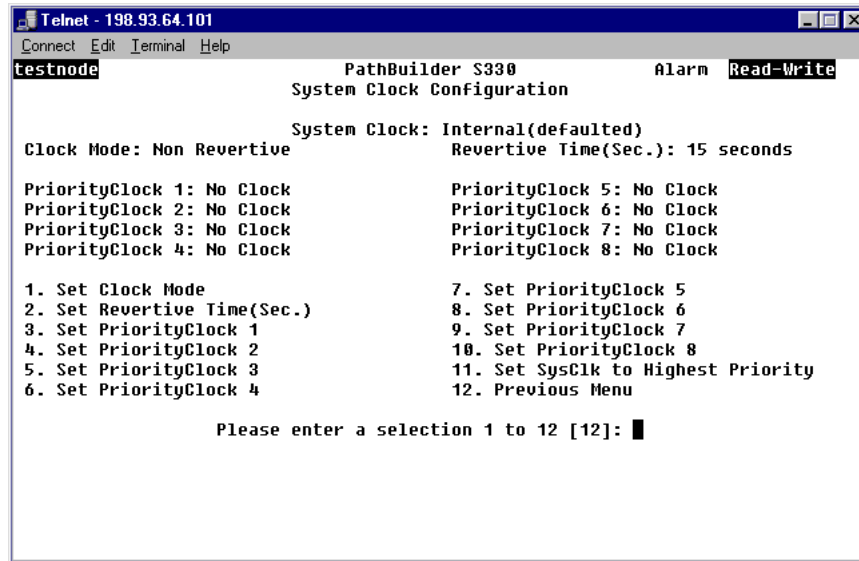 Telnet - 198.93.64.101
Connect Edit Terminal Help
testnode PathBuilder S330 Alarm Read-Write
System Clock Configuration
System Clock: Internal(defaulted)
Clock Mode: Non Revertive Revertive Time(Sec.): 15 seconds
PriorityClock 1: No Clock PriorityClock 5: No Clock
PriorityClock 2: No Clock PriorityClock 6: No Clock
PriorityClock 3: No Clock PriorityClock 7: No Clock
PriorityClock 4: No Clock PriorityClock 8: No Clock
1. Set Clock Mode 7. Set PriorityClock 5
2. Set Revertive Time(Sec.) 8. Set PriorityClock 6
3. Set PriorityClock 1 9. Set PriorityClock 7
4. Set PriorityClock 2 10. Set PriorityClock 8
5. Set PriorityClock 3 11. Set SysClk to Highest Priority
6. Set PriorityClock 4 12. Previous Menu
Please enter a selection 1 to 12 [12]: